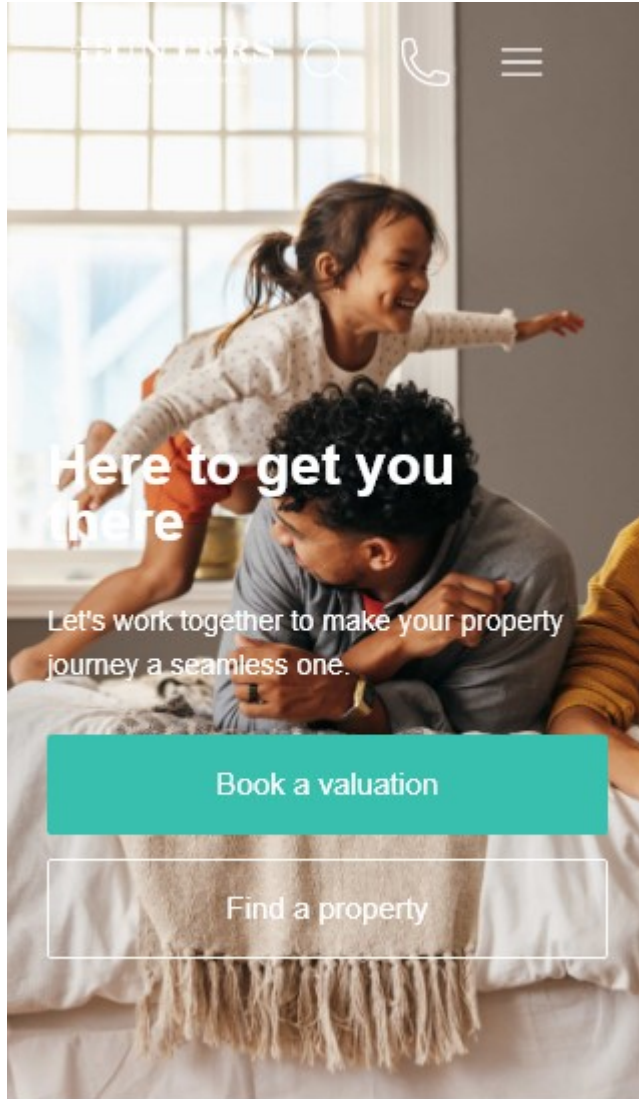 HUNTERS
Here to get you
there
Let's work together to make your property
journey a seamless one.
Book a valuation
Find a property